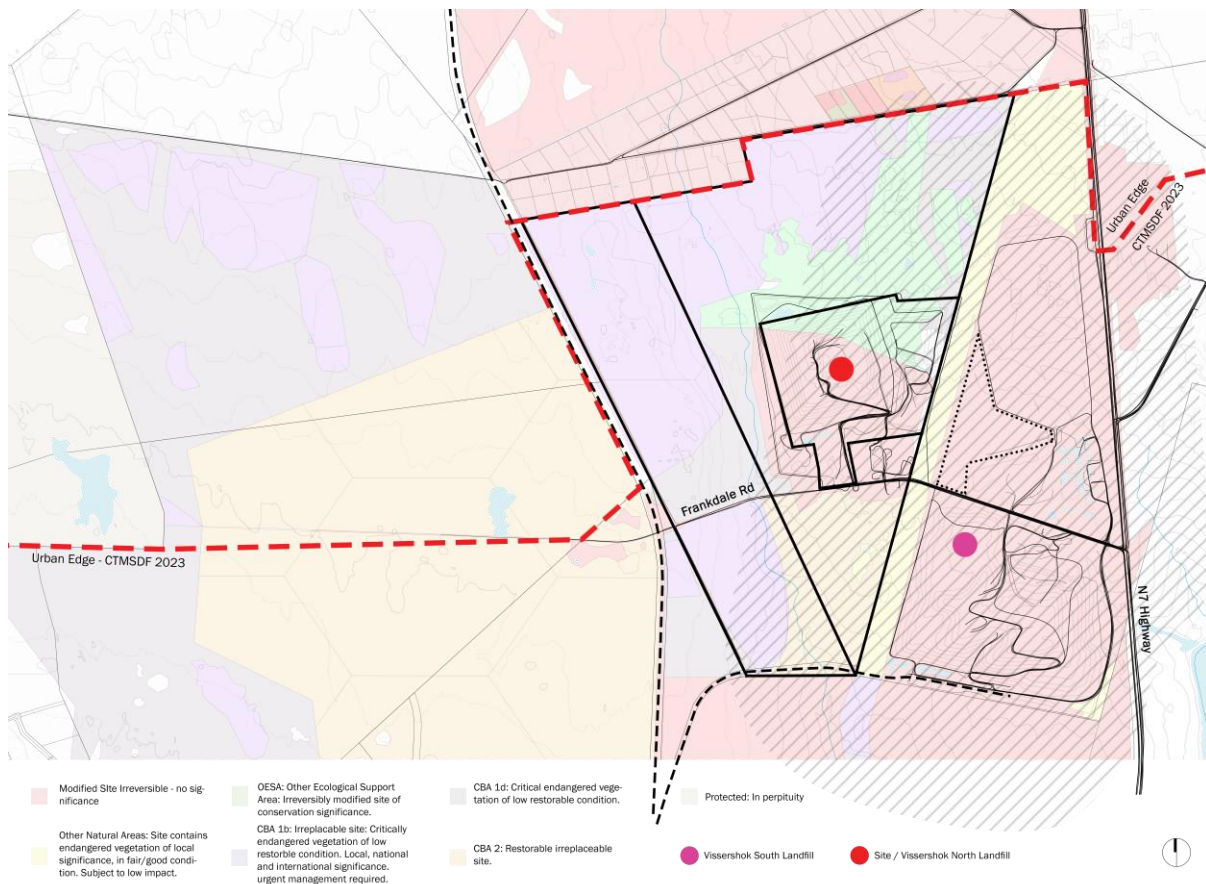 Urban Edge
CTMSDF 2023
Frankdale Rd
Urban Edge - CTMSDF 2023
N7 Highway
Modified Site Irreversible - no sig-
nificance
Other Natural Areas: Site contains
endangered vegetation of local
significance, in fair/good condi-
tion. Subject to low impact.
OESA: Other Ecological Support
Area: Irreversibly modified site of
conservation significance.
CBA 1b: Irreplacable site: Critically
endangered vegetation of low
restorble condition. Local, national
and international significance.
urgent management required.
CBA 1d: Critical endangered vege-
tation of low restorable condition.
CBA 2: Restorable irreplaceable
site.
Protected: In perpituity
Vissershok South Landfill
Site / Vissershok North Landfill